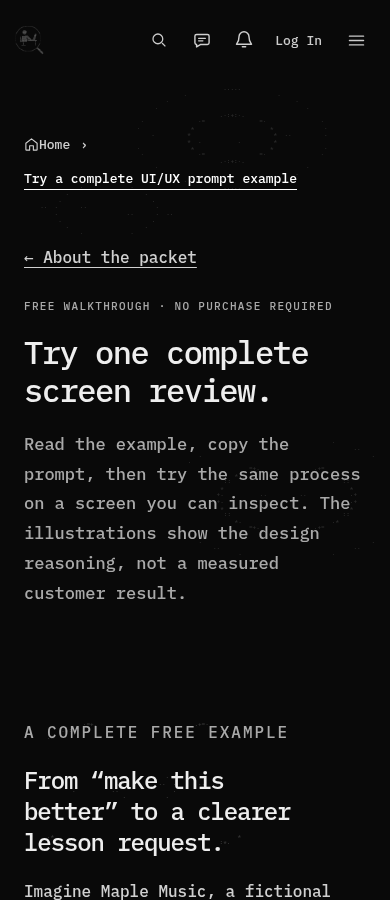 Log In
Home ›
Try a complete UI/UX prompt example
← About the packet
FREE WALKTHROUGH · NO PURCHASE REQUIRED
Try one complete
screen review.
Read the example, copy the
prompt, then try the same process
on a screen you can inspect. The
illustrations show the design
reasoning, not a measured
customer result.
A COMPLETE FREE EXAMPLE
From “make this
better” to a clearer
lesson request.
Imagine Maple Music, a fictional